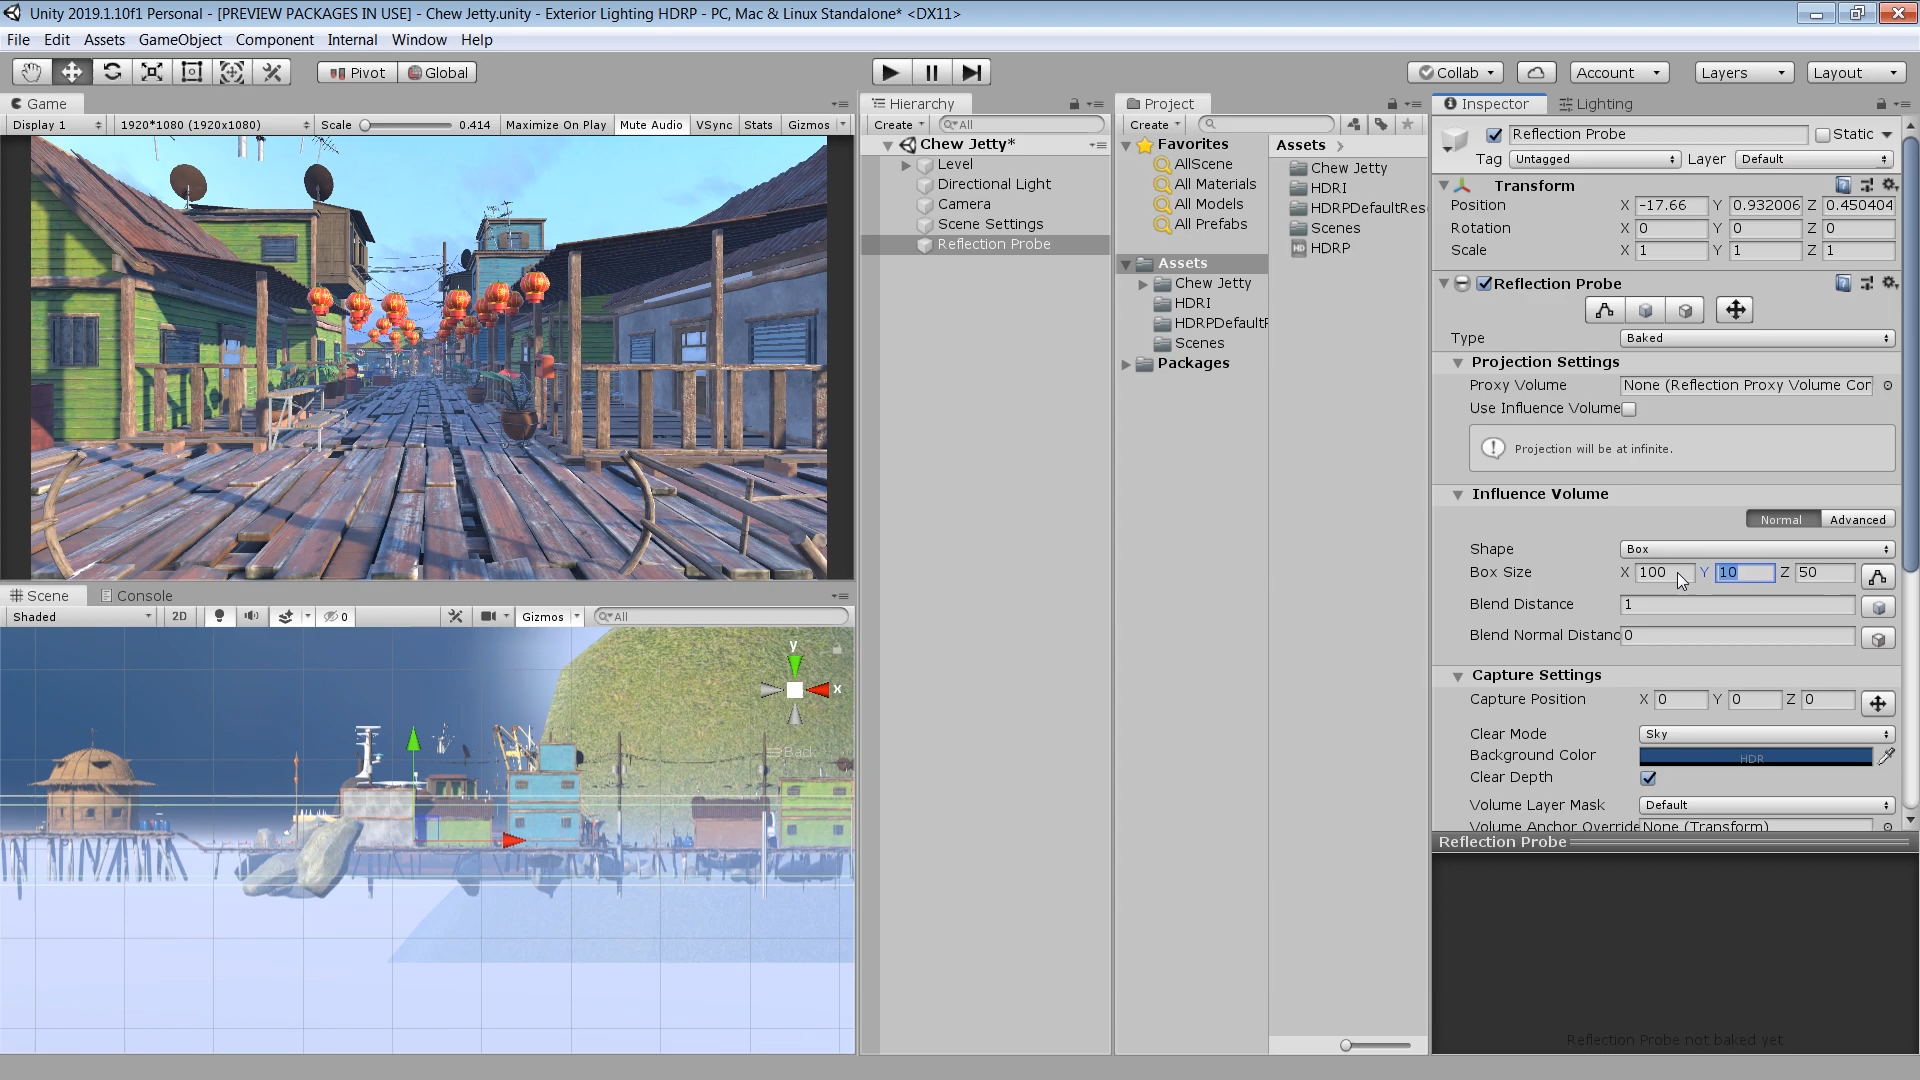 Unity 2019.1.10f1 Personal - [PREVIEW PACKAGES IN USE] - Chew Jetty.unity - Exterior Lighting HDRP - PC, Mac & Linux Standalone* <DX11>
File Edit Assets GameObject Component Internal Window Help
Pivot Global Collab Account Layers Layout
Game
Display 1 1920*1080 (1920x1080) Scale 0.414 Maximize On Play Mute Audio VSync Stats Gizmos
Hierarchy
Create All
Chew Jetty*
Level
Directional Light
Camera
Scene Settings
Reflection Probe
Project
Create
Favorites
AllScene
All Materials
All Models
All Prefabs
Assets
Chew Jetty
HDRI
HDRPDefaultF
Scenes
Packages
Assets
Chew Jetty
HDRI
HDRPDefaultRes
Scenes
HDRP
Inspector Lighting
Reflection Probe Static
Tag Untagged Layer Default
Transform
Position X -17.66 Y 0.932006 Z 0.450404
Rotation X 0 Y 0 Z 0
Scale X 1 Y 1 Z 1
Reflection Probe
Type Baked
Projection Settings
Proxy Volume None (Reflection Proxy Volume Cor
Use Influence Volume
Projection will be at infinite.
Influence Volume
Normal Advanced
Shape Box
Box Size X 100 Y 10 Z 50
Blend Distance 1
Blend Normal Distanc 0
Capture Settings
Capture Position X 0 Y 0 Z 0
Clear Mode Sky
Background Color HDR
Clear Depth
Volume Layer Mask Default
Volume Anchor Override None (Transform)
Reflection Probe
Reflection Probe not baked yet
Scene Console
Shaded 2D 0 Gizmos All
y
x
Back